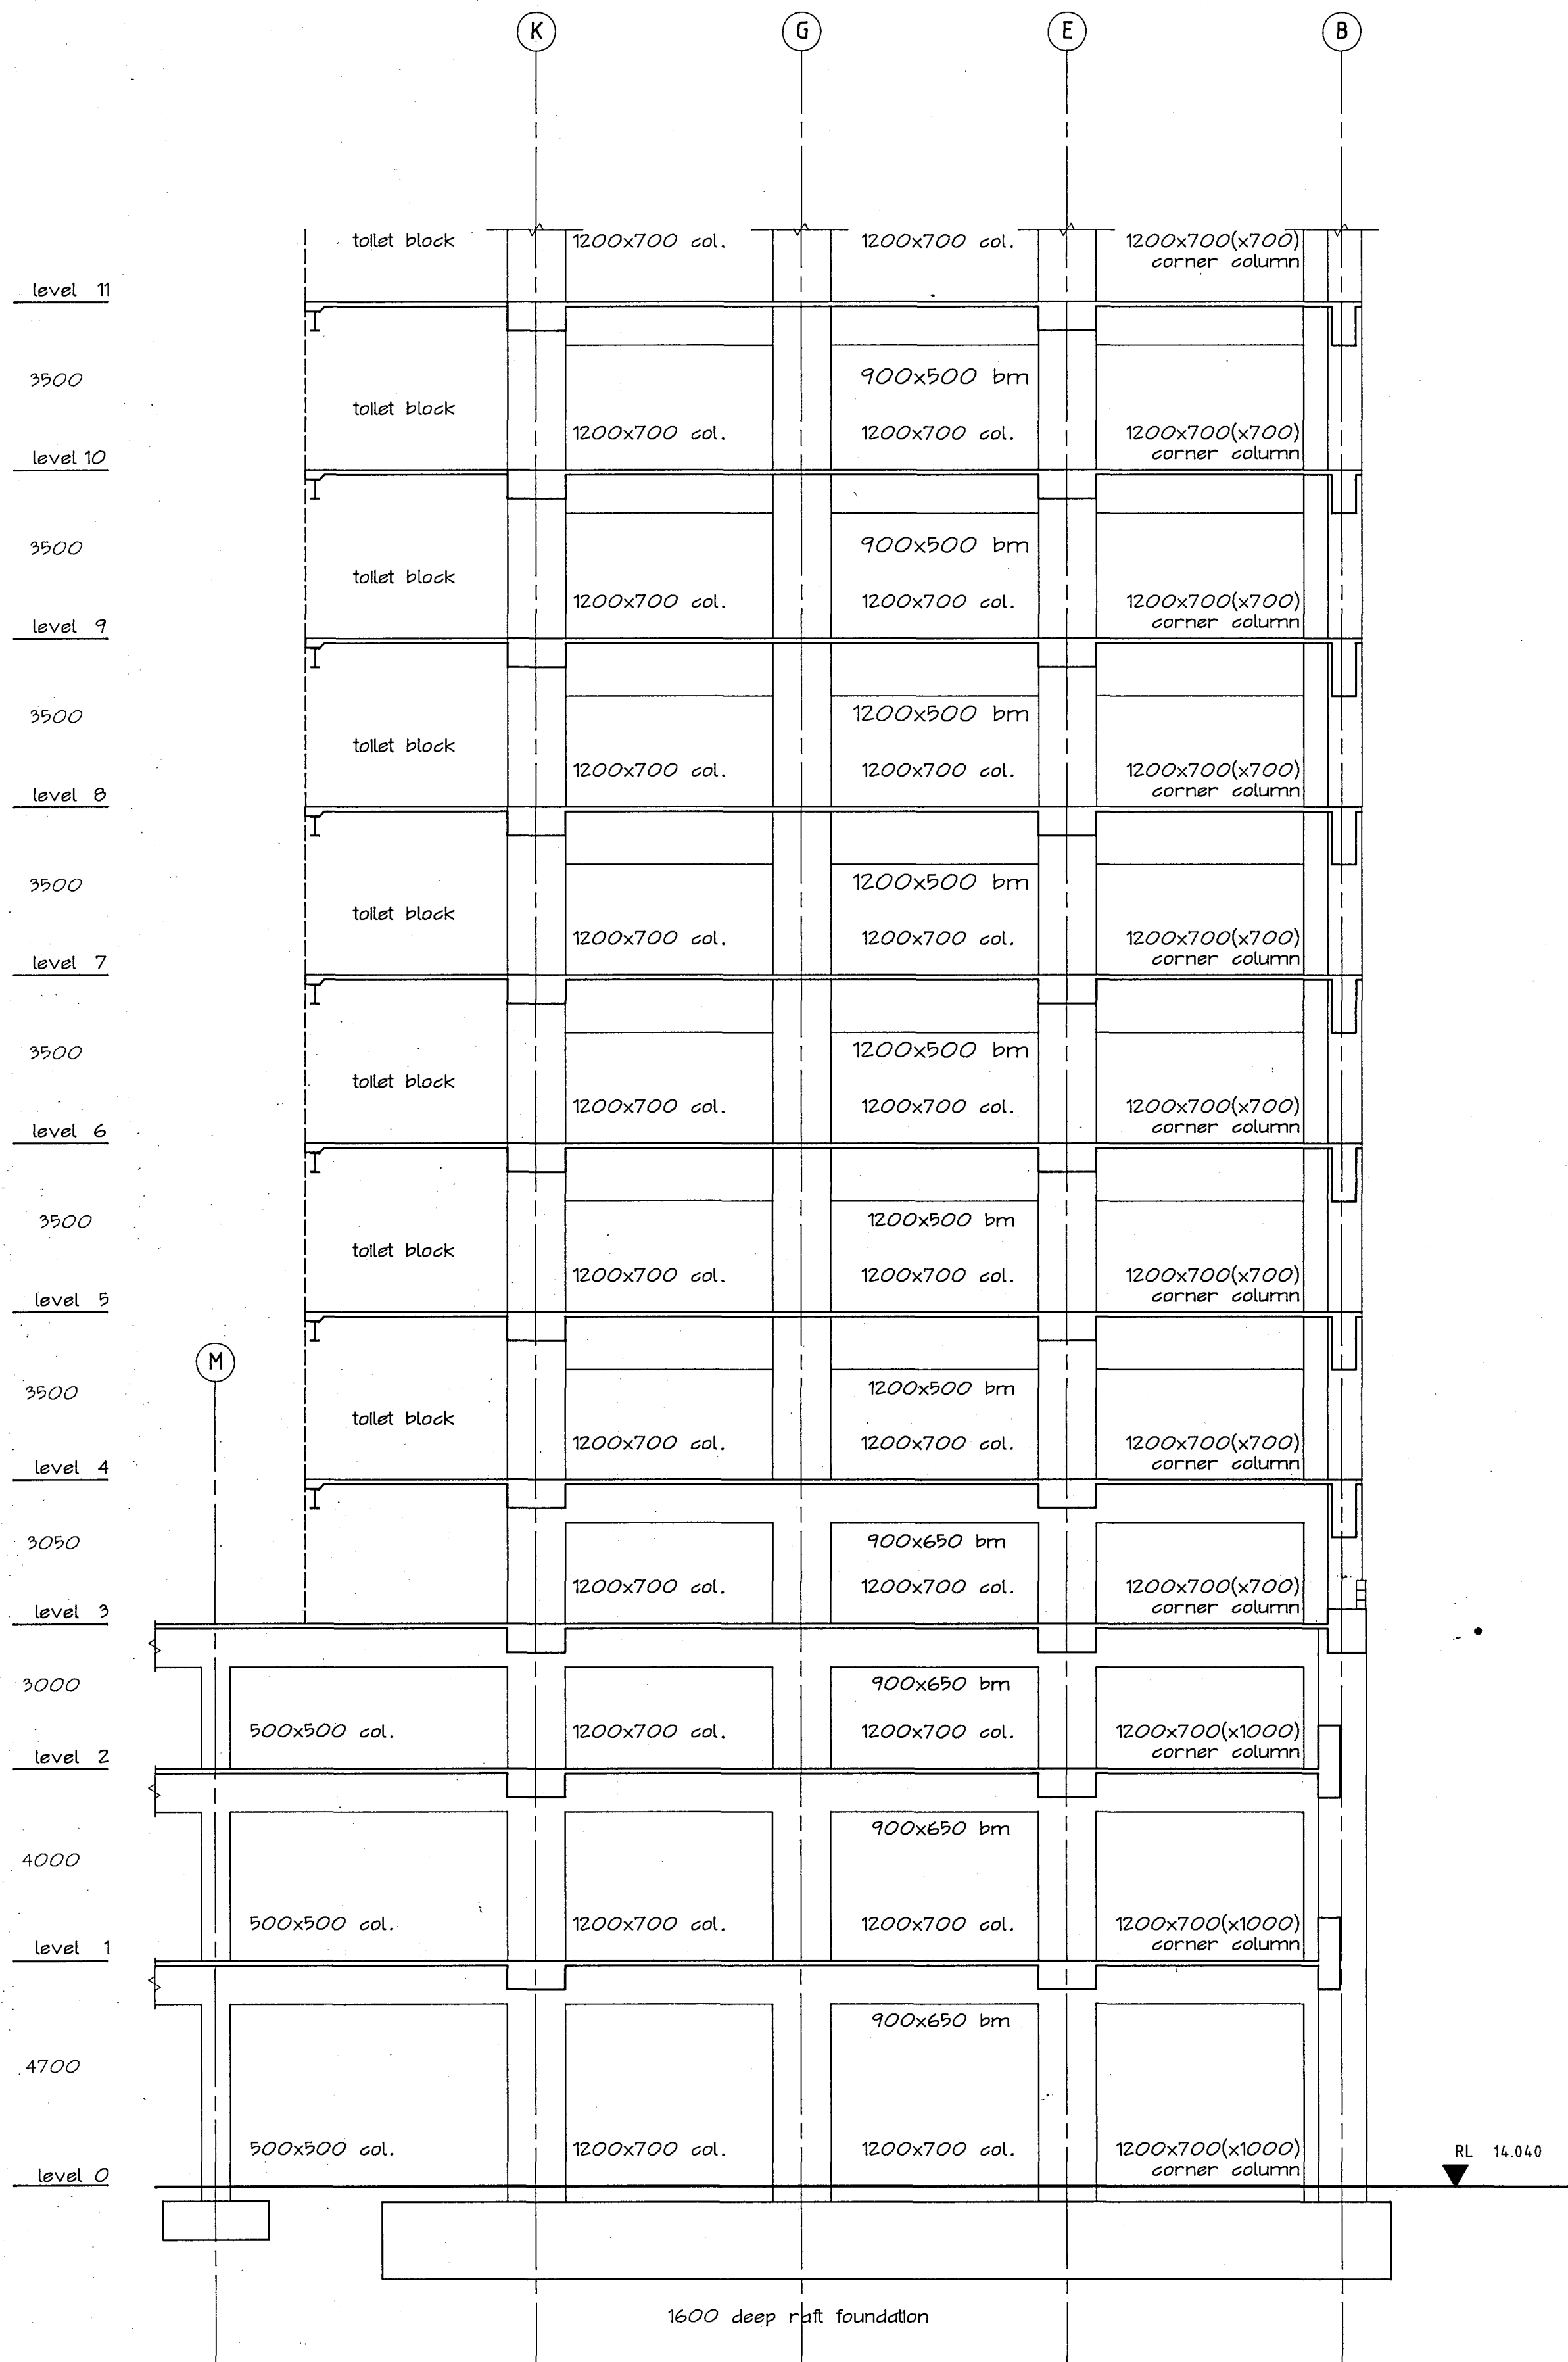 K G E B
toilet block 1200x700 col. 1200x700 col. 1200x700(x700)
corner column
level 11
900x500 bm
3500
toilet block
1200x700 col. 1200x700 col. 1200x700(x700)
corner column
level 10
900x500 bm
3500
toilet block
1200x700 col. 1200x700 col. 1200x700(x700)
corner column
level 9
1200x500 bm
3500
toilet block
1200x700 col. 1200x700 col. 1200x700(x700)
corner column
level 8
1200x500 bm
3500
toilet block
1200x700 col. 1200x700 col. 1200x700(x700)
corner column
level 7
1200x500 bm
3500
toilet block
1200x700 col. 1200x700 col. 1200x700(x700)
corner column
level 6
3500 1200x500 bm
toilet block
1200x700 col. 1200x700 col. 1200x700(x700)
corner column
level 5
M
3500 1200x500 bm
toilet block
1200x700 col. 1200x700 col. 1200x700(x700)
corner column
level 4
3050 900x650 bm
1200x700 col. 1200x700 col. 1200x700(x700)
corner column
level 3
3000 900x650 bm
500x500 col. 1200x700 col. 1200x700 col. 1200x700(x1000)
corner column
level 2
900x650 bm
4000
500x500 col. 1200x700 col. 1200x700 col. 1200x700(x1000)
corner column
level 1
900x650 bm
4700
500x500 col. 1200x700 col. 1200x700 col. 1200x700(x1000)
corner column
RL 14.040
level 0
1600 deep raft foundation